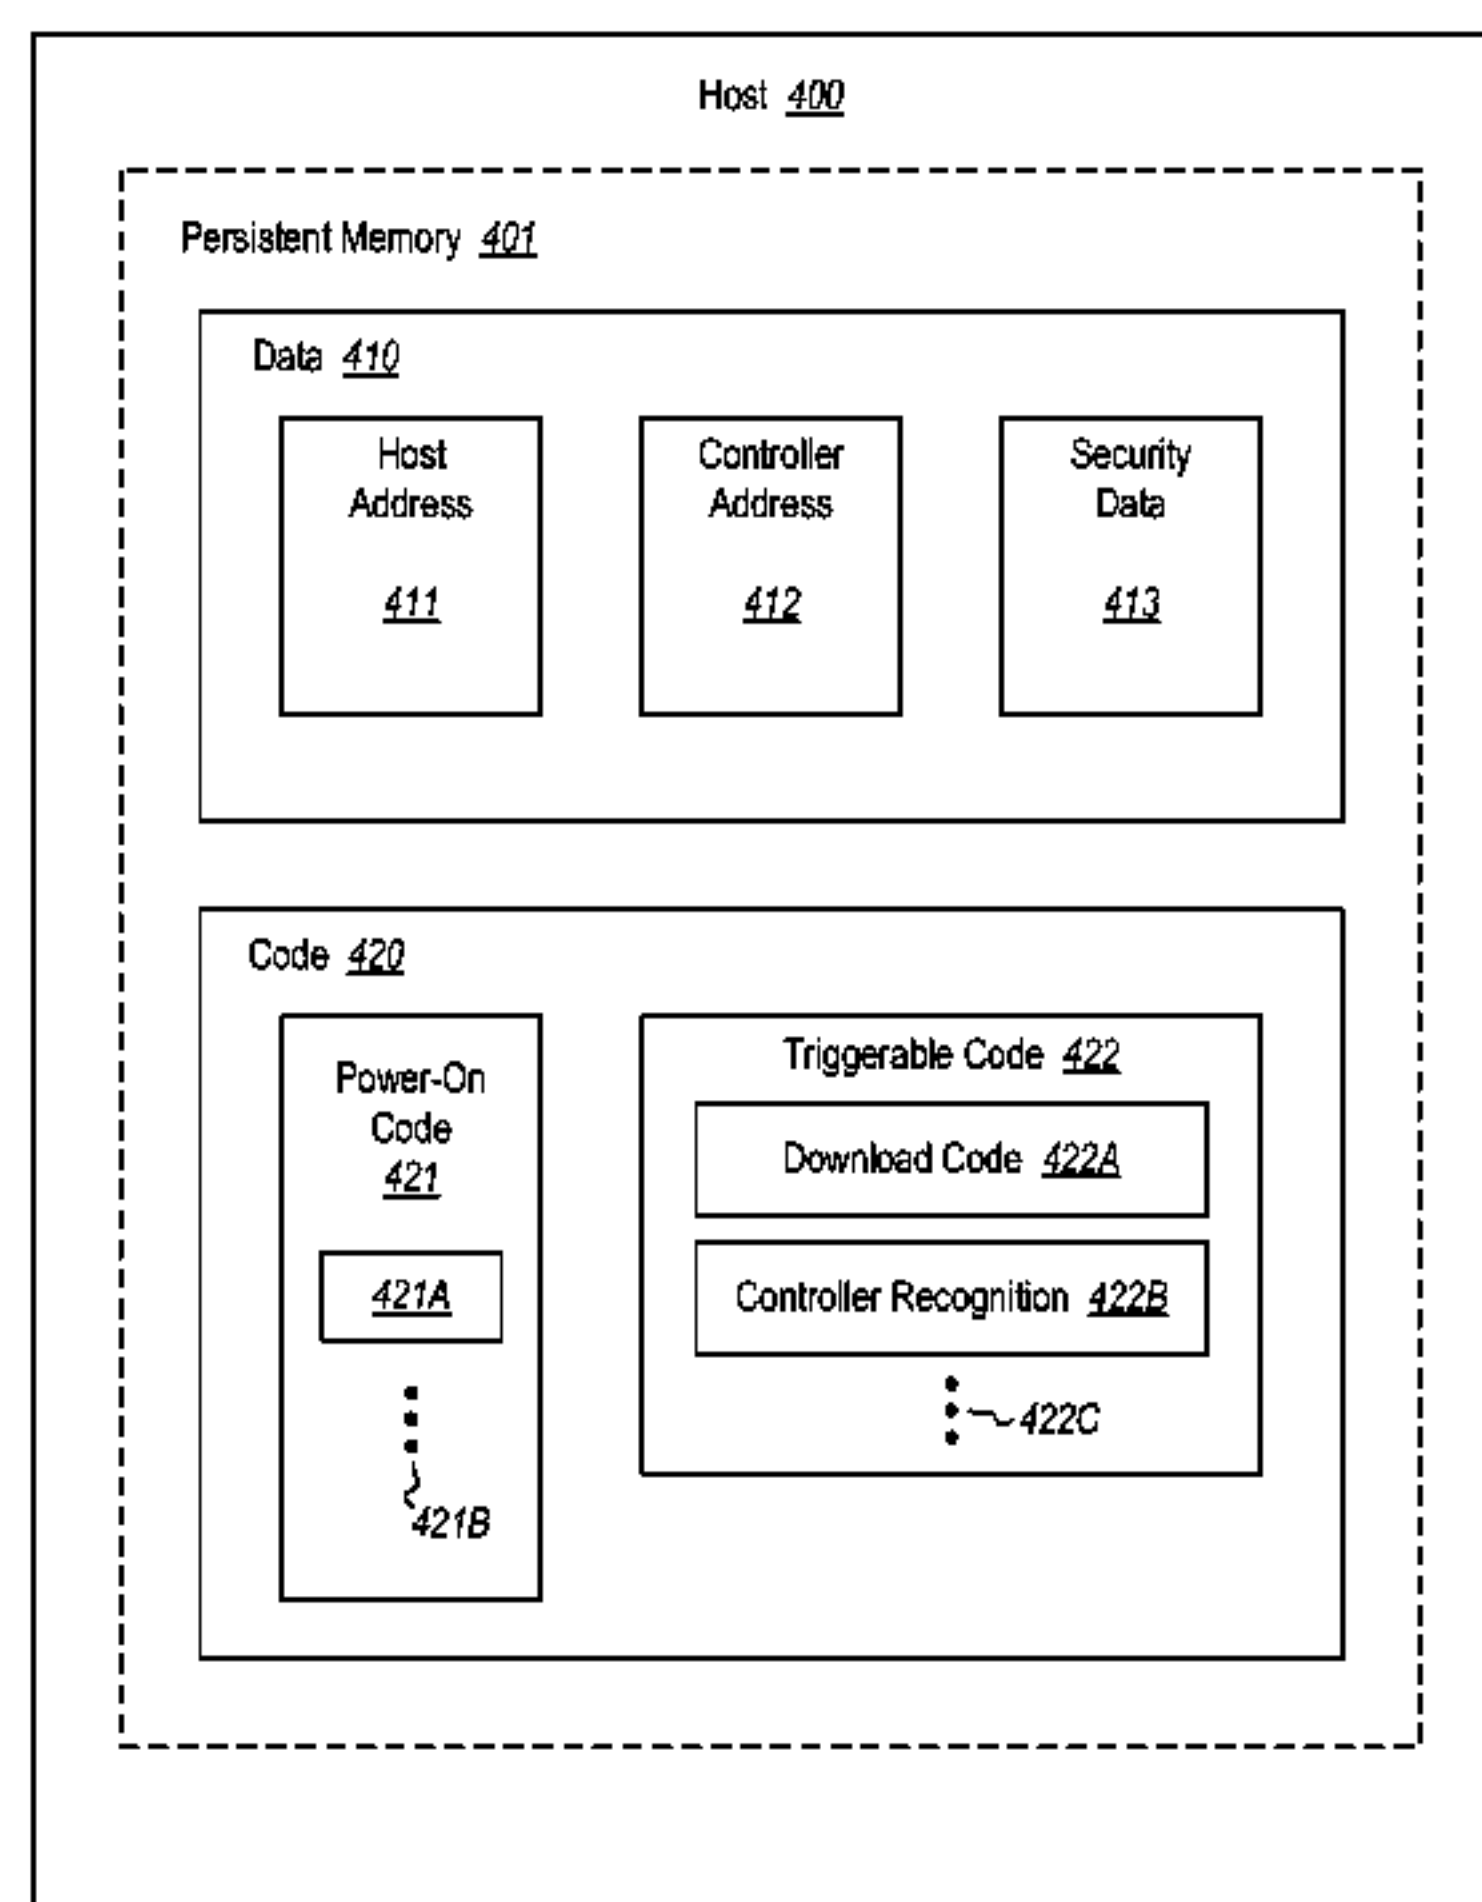 Host 400
Persistent Memory 401
Data 410
Host
Address
411
Controller
Address
412
Security
Data
413
Code 420
Power-On
Code
421
421A
421B
Triggerable Code 422
Download Code 422A
Controller Recognition 422B
422C